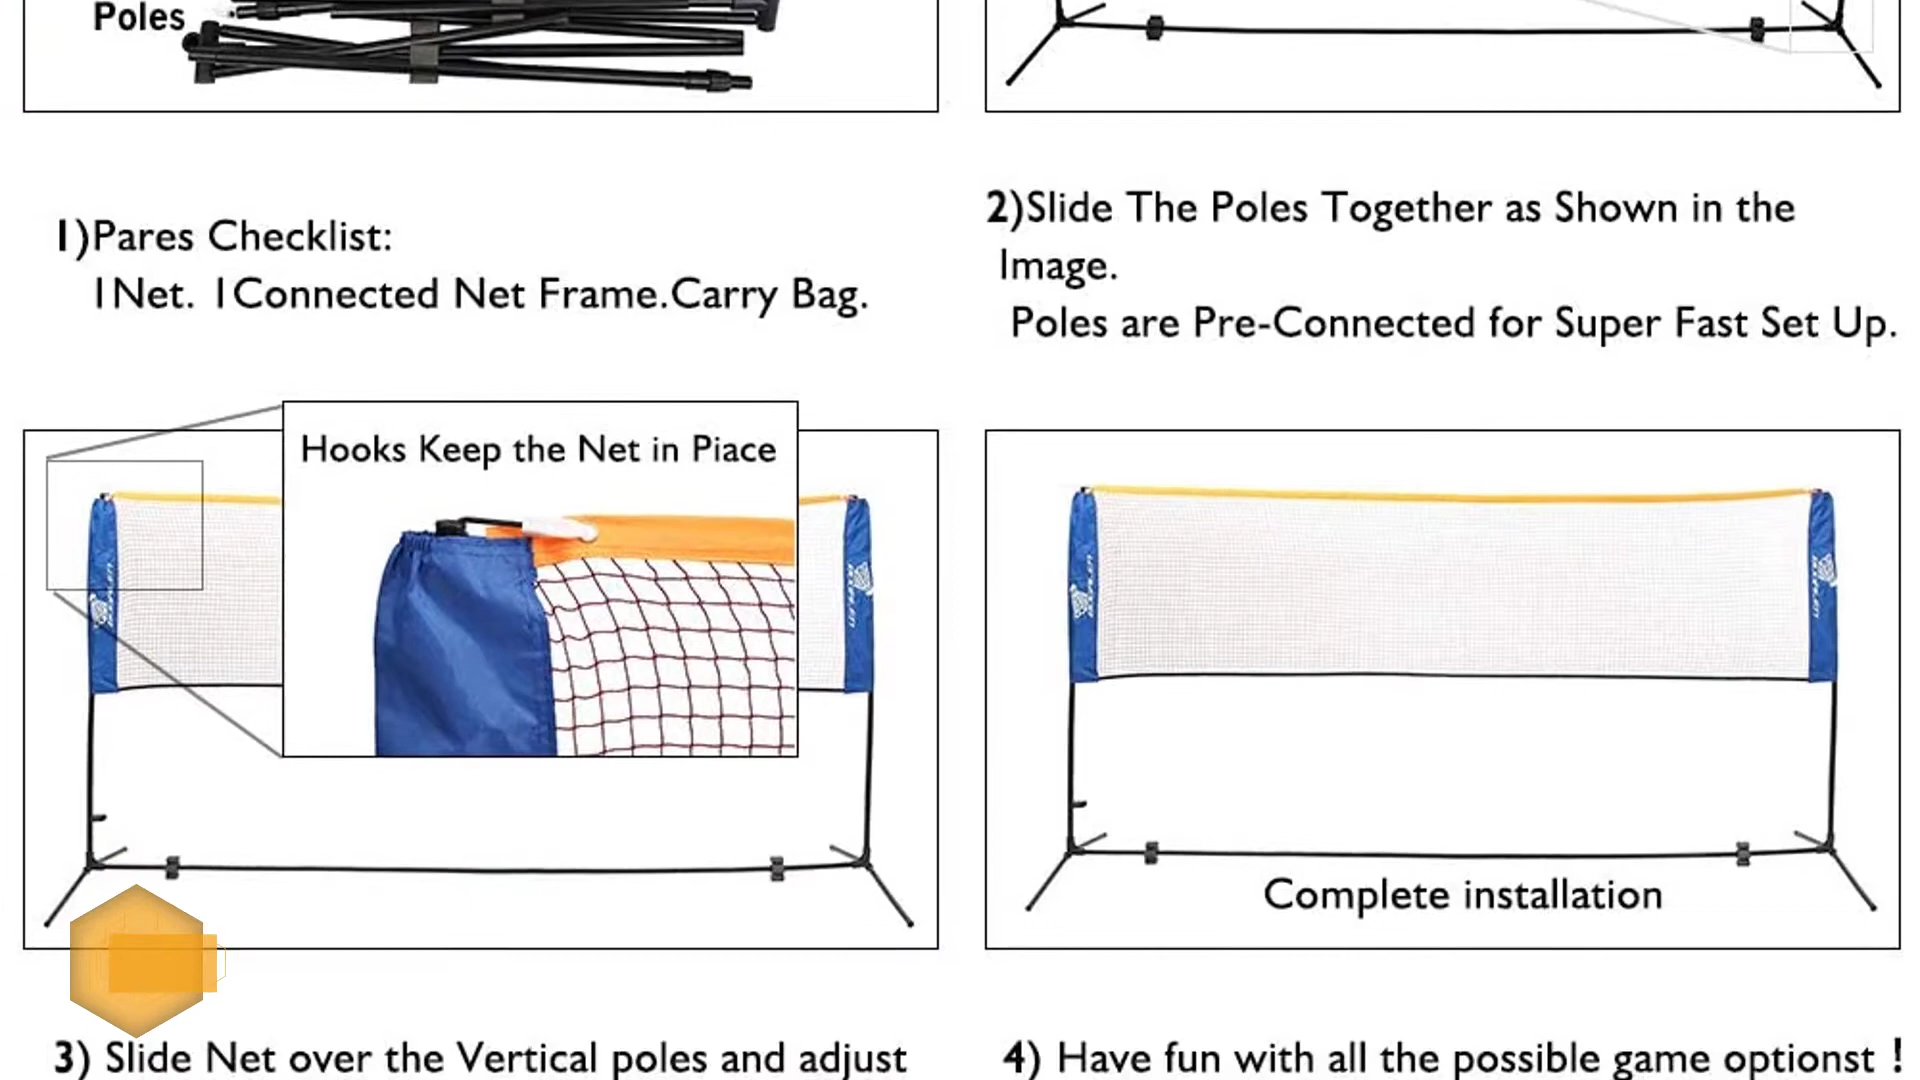 Poles
1)Pares Checklist:
1Net. 1Connected Net Frame.Carry Bag.
2)Slide The Poles Together as Shown in the
Image.
Poles are Pre-Connected for Super Fast Set Up.
Hooks Keep the Net in Piace
Complete installation
3) Slide Net over the Vertical poles and adjust
4) Have fun with all the possible game optionst !